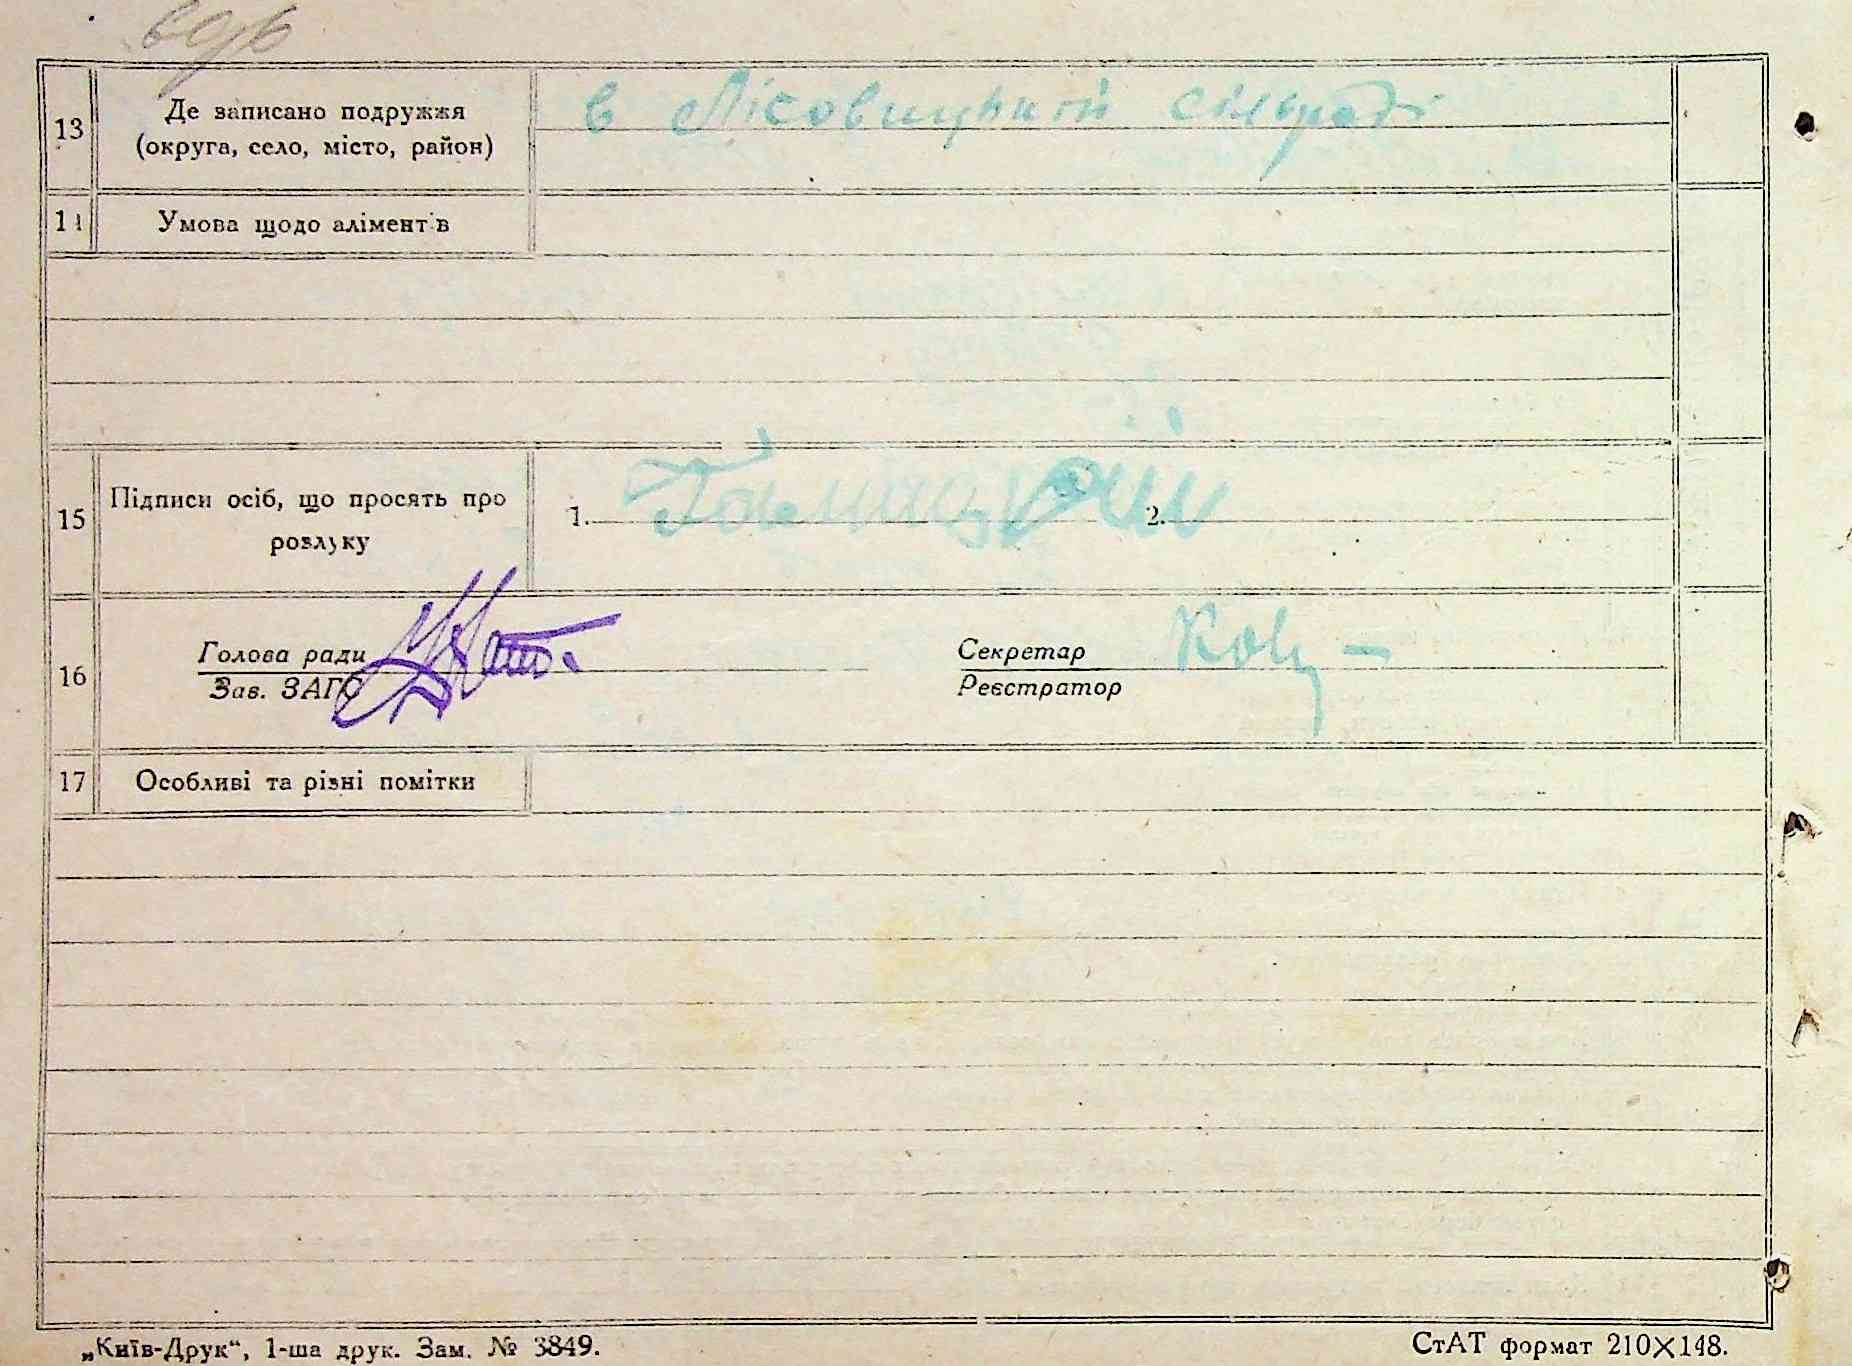 13 Де записано подружжя
(округа, село, місто, район)
в Лісовицькій сільраді
14 Умова щодо аліментів
15 Підписи осіб, що просять про
розлуку
1. 2.
16 Голова ради
Зав. ЗАГС
Секретар
Реєстратор
17 Особливі та різні помітки
„Київ-Друк“, 1-ша друк. Зам. № 3849.
СтАТ формат 210×148.